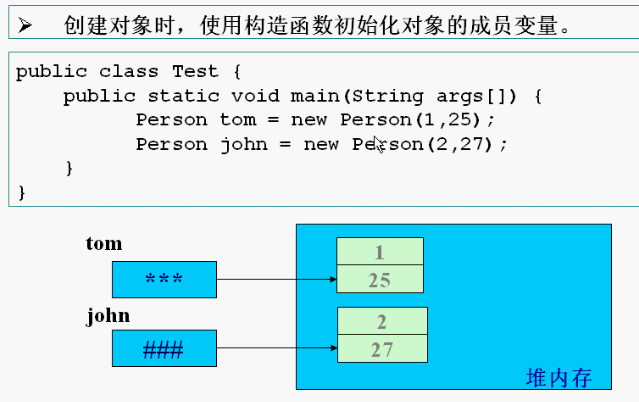 ➢ 创建对象时，使用构造函数初始化对象的成员变量。
public class Test {
public static void main(String args[]) {
Person tom = new Person(1,25);
Person john = new Person(2,27);
}
}
tom
***
1
25
john
###
2
27
堆内存